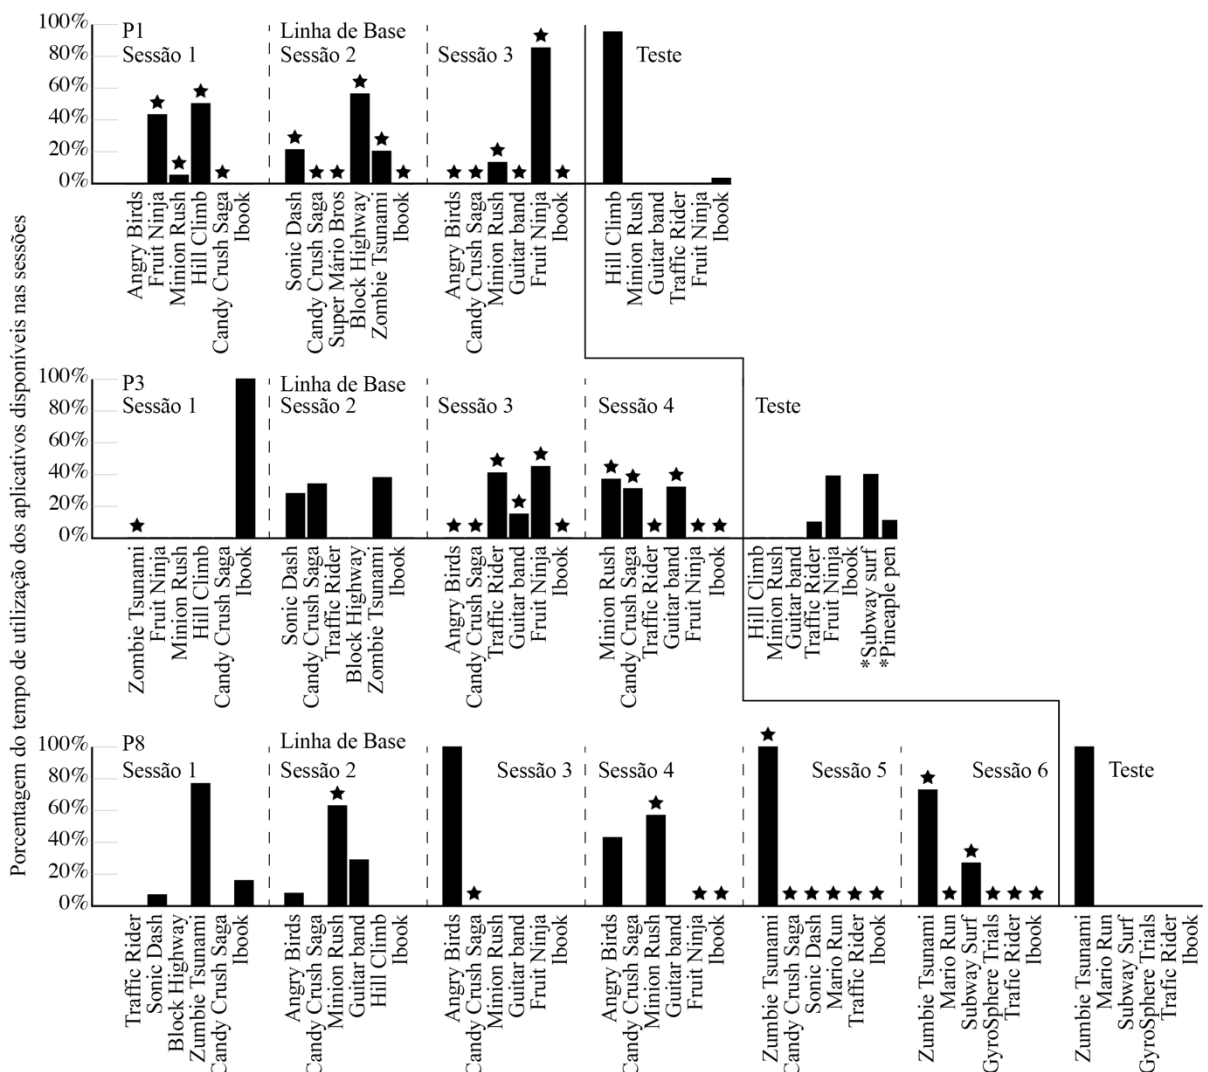 Porcentagem do tempo de utilização dos aplicativos disponíveis nas sessões
P1
Linha de Base
Sessão 1
Sessão 2
Sessão 3
Teste
100%
80%
60%
40%
20%
0%
Angry Birds
Fruit Ninja
Minion Rush
Hill Climb
Candy Crush Saga
Ibook
Sonic Dash
Candy Crush Saga
Super Mário Bros
Block Highway
Zombie Tsunami
Ibook
Angry Birds
Candy Crush Saga
Minion Rush
Guitar band
Fruit Ninja
Ibook
Hill Climb
Minion Rush
Guitar band
Traffic Rider
Fruit Ninja
Ibook
P3
Linha de Base
Sessão 1
Sessão 2
Sessão 3
Sessão 4
Teste
100%
80%
60%
40%
20%
0%
Zombie Tsunami
Fruit Ninja
Minion Rush
Hill Climb
Candy Crush Saga
Ibook
Sonic Dash
Candy Crush Saga
Traffic Rider
Block Highway
Zombie Tsunami
Ibook
Angry Birds
Candy Crush Saga
Traffic Rider
Guitar band
Fruit Ninja
Ibook
Minion Rush
Candy Crush Saga
Traffic Rider
Guitar band
Fruit Ninja
Ibook
Hill Climb
Minion Rush
Guitar band
Traffic Rider
Fruit Ninja
Ibook
*Subway surf
*Pineaple pen
P8
Linha de Base
Sessão 1
Sessão 2
Sessão 3
Sessão 4
Sessão 5
Sessão 6
Teste
100%
80%
60%
40%
20%
0%
Traffic Rider
Sonic Dash
Block Highway
Zumbie Tsunami
Candy Crush Saga
Ibook
Angry Birds
Candy Crush Saga
Minion Rush
Guitar band
Hill Climb
Ibook
Angry Birds
Candy Crush Saga
Minion Rush
Guitar band
Fruit Ninja
Ibook
Angry Birds
Candy Crush Saga
Minion Rush
Guitar band
Fruit Ninja
Ibook
Zumbie Tsunami
Candy Crush Saga
Sonic Dash
Mario Run
Traffic Rider
Ibook
Zumbie Tsunami
Mario Run
Subway Surf
GyroSphere Trials
Trafic Rider
Ibook
Zumbie Tsunami
Mario Run
Subway Surf
GyroSphere Trials
Trafic Rider
Ibook